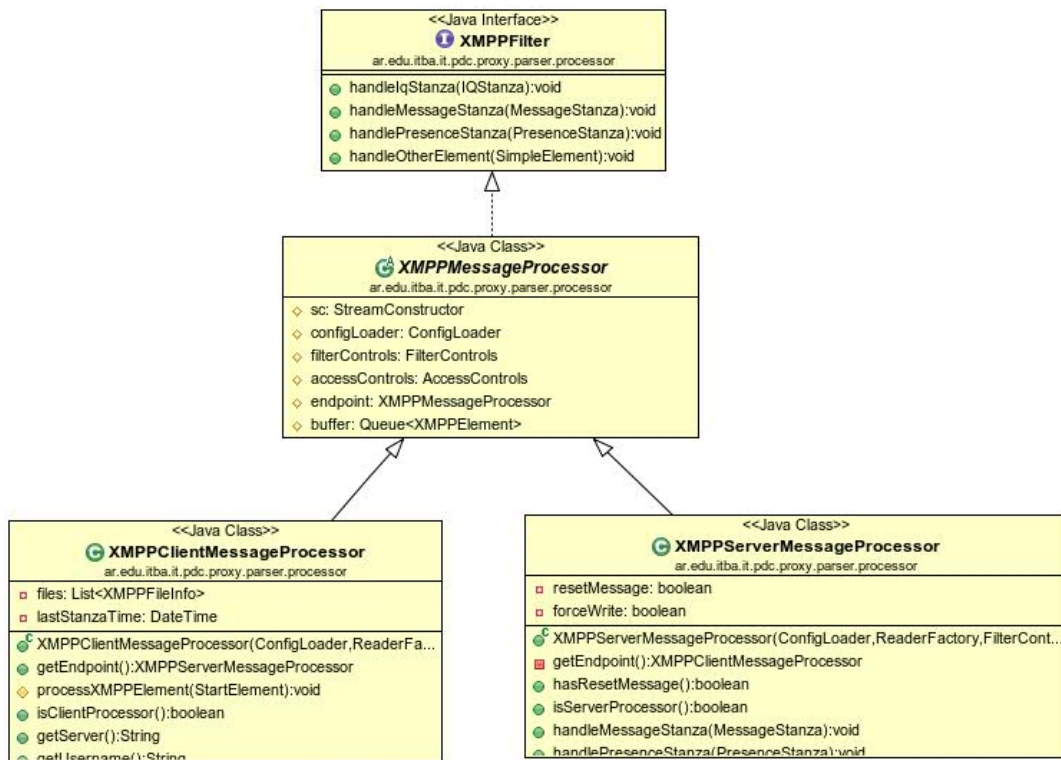 <<Java Interface>>
XMPPFilter
ar.edu.itba.it.pdc.proxy.parser.processor
handleIqStanza(IQStanza):void
handleMessageStanza(MessageStanza):void
handlePresenceStanza(PresenceStanza):void
handleOtherElement(SimpleElement):void
<<Java Class>>
XMPPMessageProcessor
ar.edu.itba.it.pdc.proxy.parser.processor
sc: StreamConstructor
configLoader: ConfigLoader
filterControls: FilterControls
accessControls: AccessControls
endpoint: XMPPMessageProcessor
buffer: Queue<XMPPElement>
<<Java Class>>
XMPPClientMessageProcessor
ar.edu.itba.it.pdc.proxy.parser.processor
files: List<XMPPFileInfo>
lastStanzaTime: DateTime
XMPPClientMessageProcessor(ConfigLoader,ReaderFa...
getEndpoint():XMPPServerMessageProcessor
processXMPPElement(StartElement):void
isClientProcessor():boolean
getServer():String
getUsername():String
<<Java Class>>
XMPPServerMessageProcessor
ar.edu.itba.it.pdc.proxy.parser.processor
resetMessage: boolean
forceWrite: boolean
XMPPServerMessageProcessor(ConfigLoader,ReaderFactory,FilterCont...
getEndpoint():XMPPClientMessageProcessor
hasResetMessage():boolean
isServerProcessor():boolean
handleMessageStanza(MessageStanza):void
handlePresenceStanza(PresenceStanza):void